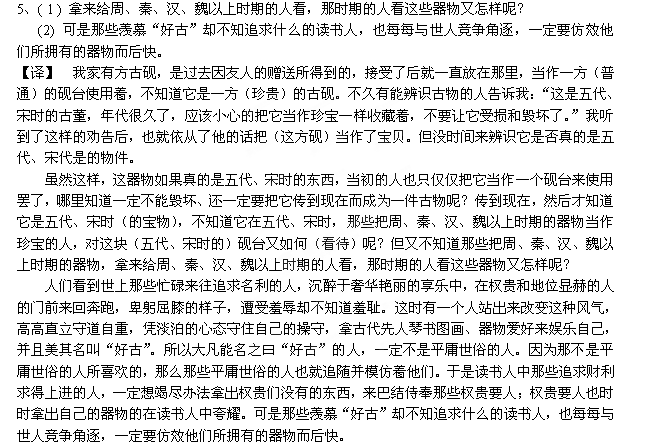 5、(1) 拿来给周、秦、汉、魏以上时期的人看，那时期的人看这些器物又怎样呢？
(2) 可是那些羡慕“好古”却不知追求什么的读书人，也每每与世人竞争角逐，一定要仿效他
们所拥有的器物而后快。
【译】 我家有方古砚，是过去因友人的赠送所得到的，接受了后就一直放在那里，当作一方（普
通）的砚台使用着，不知道它是一方（珍贵）的古砚。不久有能辨识古物的人告诉我：“这是五代、
宋时的古董，年代很久了，应该小心的把它当作珍宝一样收藏着，不要让它受损和毁坏了。”我听
到了这样的劝告后，也就依从了他的话把（这方砚）当作了宝贝。但没时间来辨识它是否真的是五
代、宋代是的物件。
虽然这样，这器物如果真的是五代、宋时的东西，当初的人也只仅仅把它当作一个砚台来使用
罢了，哪里知道一定不能毁坏、还一定要把它传到现在而成为一件古物呢？传到现在，然后才知道
它是五代、宋时（的宝物），不知道它在五代、宋时，那些把周、秦、汉、魏以上时期的器物当作
珍宝的人，对这块（五代、宋时的）砚台又如何（看待）呢？但又不知道那些把周、秦、汉、魏以
上时期的器物，拿来给周、秦、汉、魏以上时期的人看，那时期的人看这些器物又怎样呢？
人们看到世上那些忙碌来往追求名利的人，沉醉于奢华艳丽的享乐中，在权贵和地位显赫的人
的门前来回奔跑，卑躬屈膝的样子，遭受羞辱却不知道羞耻。这时有一个人站出来改变这种风气，
高高直立守道自重，凭淡泊的心态守住自己的操守，拿古代先人琴书图画、器物爱好来娱乐自己，
并且美其名叫“好古”。所以大凡能名之曰“好古”的人，一定不是平庸世俗的人。因为那不是平
庸世俗的人所喜欢的，那么那些平庸世俗的人也就追随并模仿着他们。于是读书人中那些追求财利
求得上进的人，一定想竭尽办法拿出权贵们没有的东西，来巴结侍奉那些权贵要人；权贵要人也时
时拿出自己的器物的在读书人中夸耀。可是那些羡慕“好古”却不知追求什么的读书人，也每每与
世人竞争角逐，一定要仿效他们所拥有的器物而后快。